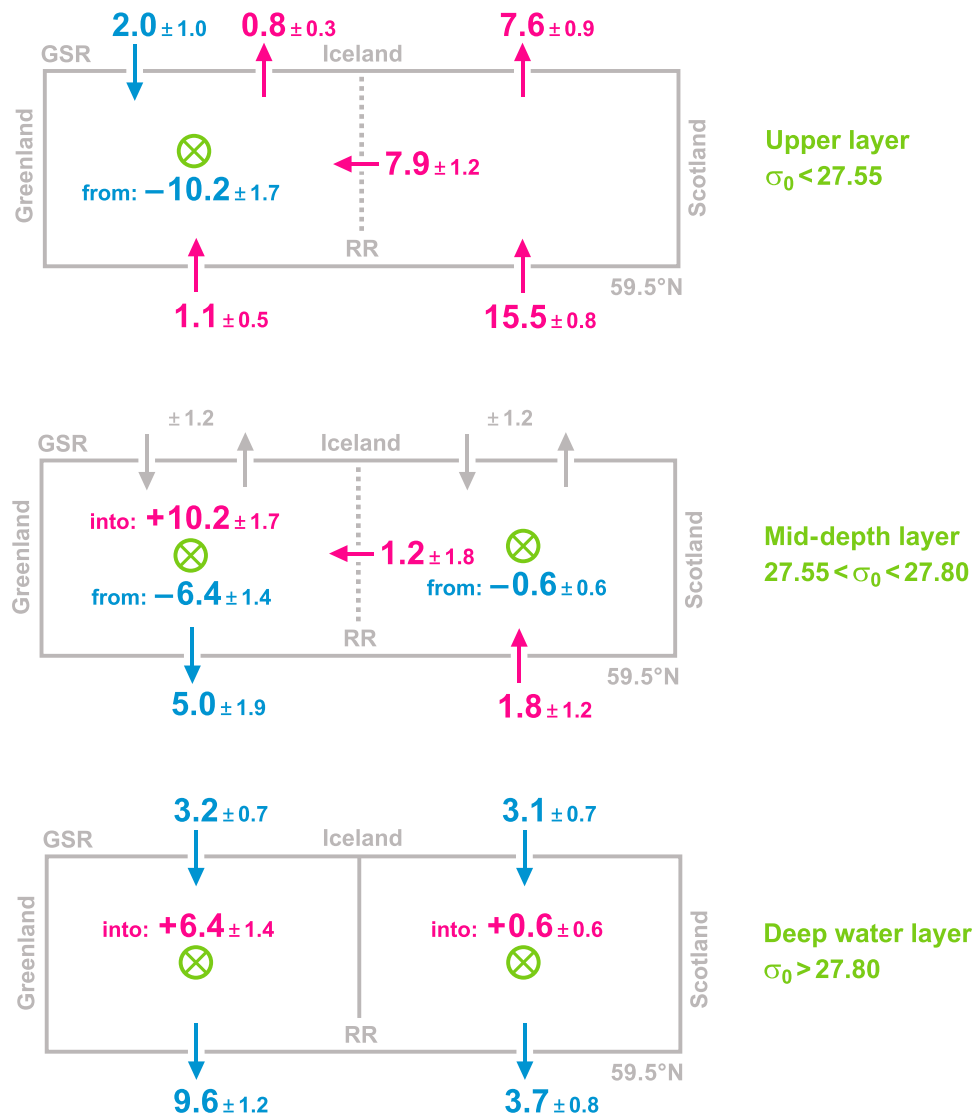 2.0 ± 1.0
0.8 ± 0.3
7.6 ± 0.9
GSR
Iceland
Greenland
Scotland
from: −10.2 ± 1.7
7.9 ± 1.2
RR
59.5°N
1.1 ± 0.5
15.5 ± 0.8
Upper layer
σ₀ < 27.55
± 1.2
± 1.2
GSR
Iceland
Greenland
Scotland
into: +10.2 ± 1.7
1.2 ± 1.8
from: −6.4 ± 1.4
from: −0.6 ± 0.6
RR
59.5°N
5.0 ± 1.9
1.8 ± 1.2
Mid-depth layer
27.55 < σ₀ < 27.80
3.2 ± 0.7
3.1 ± 0.7
GSR
Iceland
Greenland
Scotland
into: +6.4 ± 1.4
into: +0.6 ± 0.6
RR
59.5°N
9.6 ± 1.2
3.7 ± 0.8
Deep water layer
σ₀ > 27.80